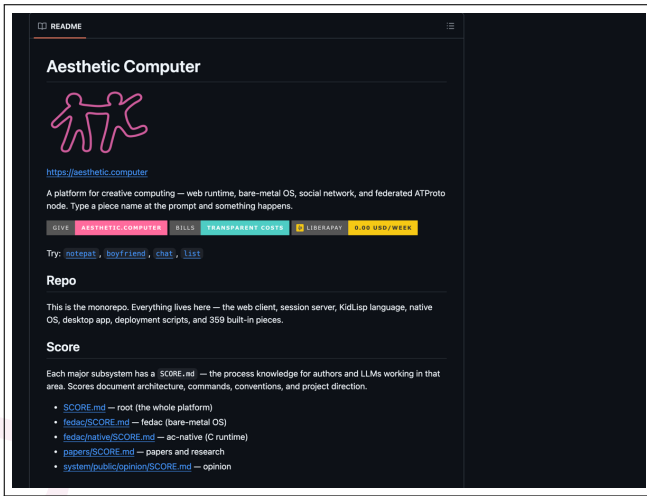 README
Aesthetic Computer
https://aesthetic.computer
A platform for creative computing — web runtime, bare-metal OS, social network, and federated ATProto
node. Type a piece name at the prompt and something happens.
GIVE AESTHETIC.COMPUTER BILLS TRANSPARENT COSTS LIBERAPAY 0.00 USD/WEEK
Try: notepat, boyfriend, chat, list
Repo
This is the monorepo. Everything lives here — the web client, session server, KidLisp language, native
OS, desktop app, deployment scripts, and 359 built-in pieces.
Score
Each major subsystem has a SCORE.md — the process knowledge for authors and LLMs working in that
area. Scores document architecture, commands, conventions, and project direction.
• SCORE.md — root (the whole platform)
• fedac/SCORE.md — fedac (bare-metal OS)
• fedac/native/SCORE.md — ac-native (C runtime)
• papers/SCORE.md — papers and research
• system/public/opinion/SCORE.md — opinion